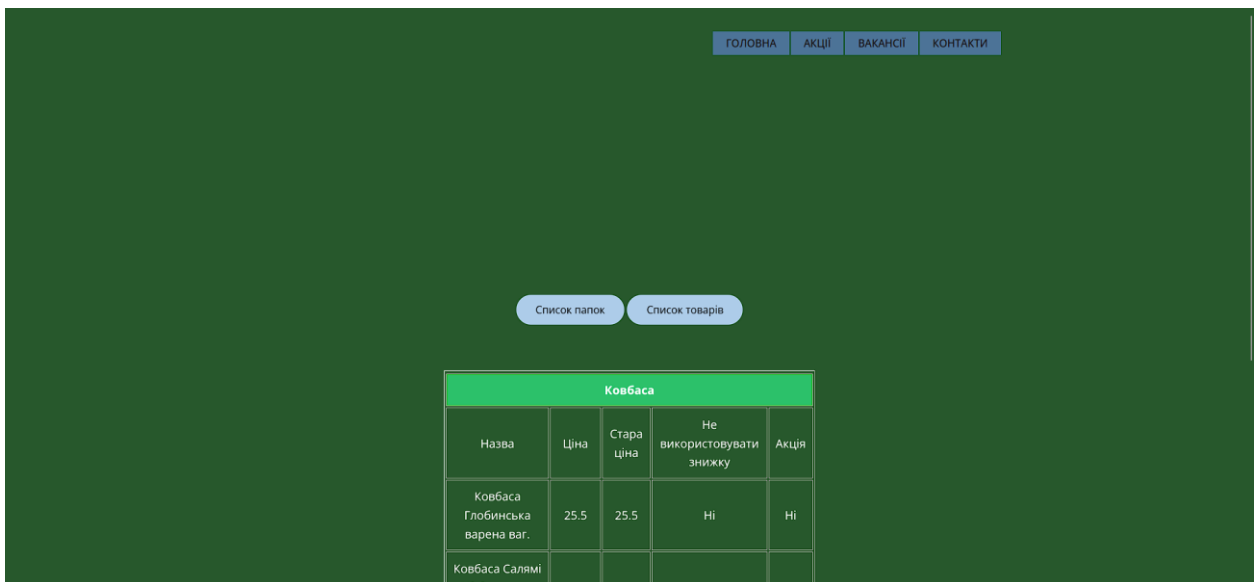 ГОЛОВНА АКЦІЇ ВАКАНСІЇ КОНТАКТИ
Список папок Список товарів
Ковбаса
Назва Ціна Стара ціна Не використовувати знижку Акція
Ковбаса Глобинська варена ваг. 25.5 25.5 Ні Ні
Ковбаса Салямі